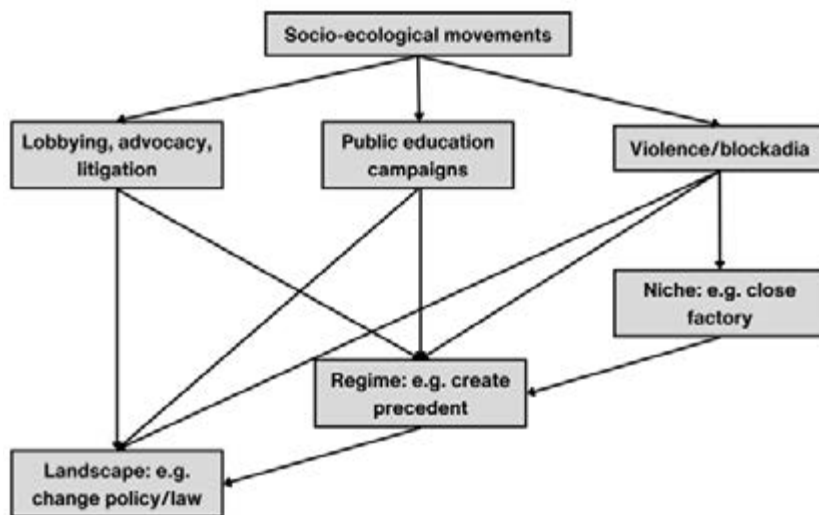 Socio-ecological movements
Lobbying, advocacy,
litigation
Public education
campaigns
Violence/blockadia
Niche: e.g. close
factory
Regime: e.g. create
precedent
Landscape: e.g.
change policy/law